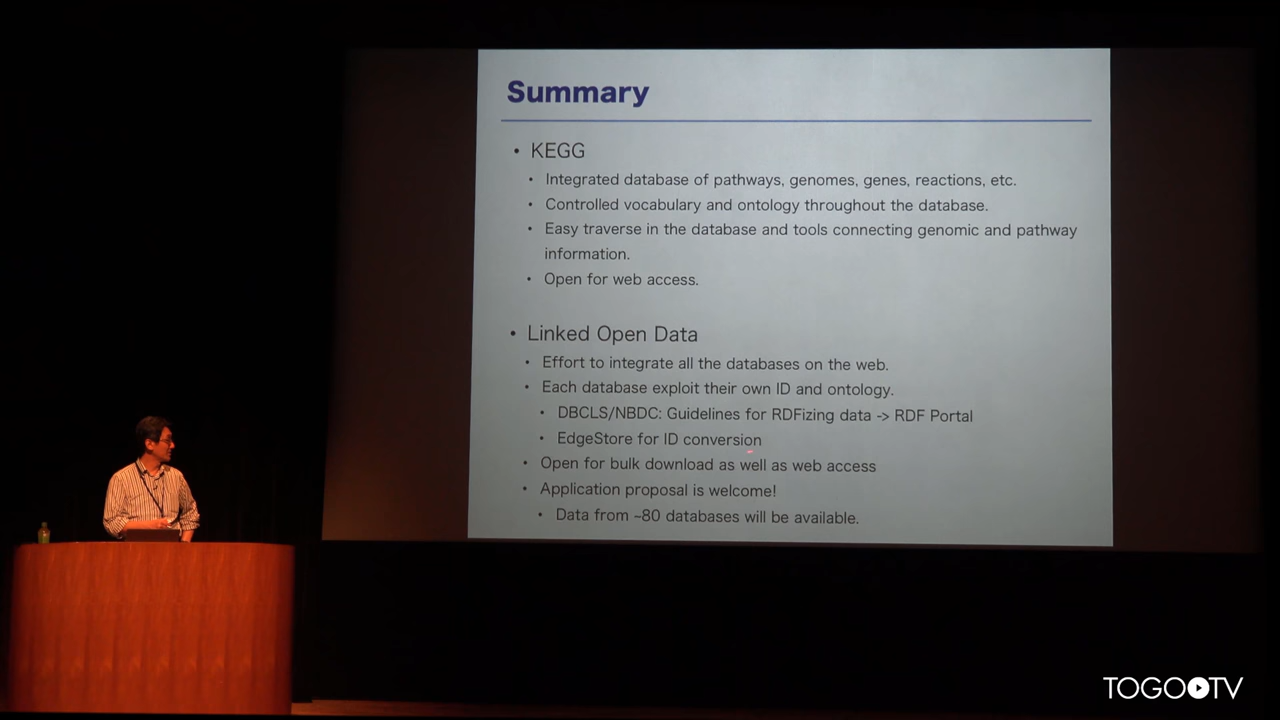 Summary
• KEGG
• Integrated database of pathways, genomes, genes, reactions, etc.
• Controlled vocabulary and ontology throughout the database.
• Easy traverse in the database and tools connecting genomic and pathway
information.
• Open for web access.
• Linked Open Data
• Effort to integrate all the databases on the web.
• Each database exploit their own ID and ontology.
• DBCLS/NBDC: Guidelines for RDFizing data -> RDF Portal
• EdgeStore for ID conversion
• Open for bulk download as well as web access
• Application proposal is welcome!
• Data from ~80 databases will be available.
TOGO TV